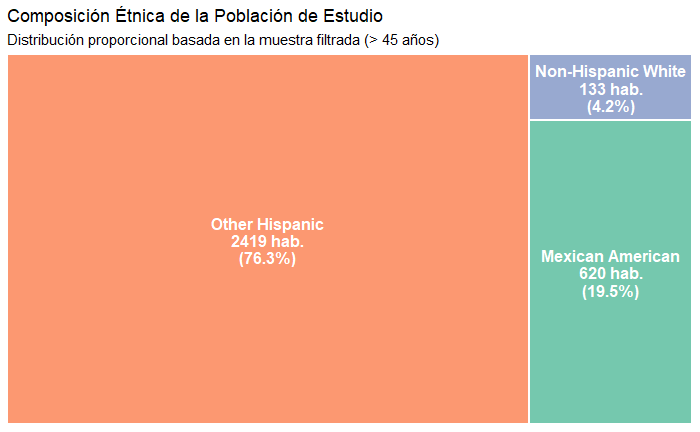 Composición Étnica de la Población de Estudio
Distribución proporcional basada en la muestra filtrada (> 45 años)
Other Hispanic
2419 hab.
(76.3%)
Non-Hispanic White
133 hab.
(4.2%)
Mexican American
620 hab.
(19.5%)